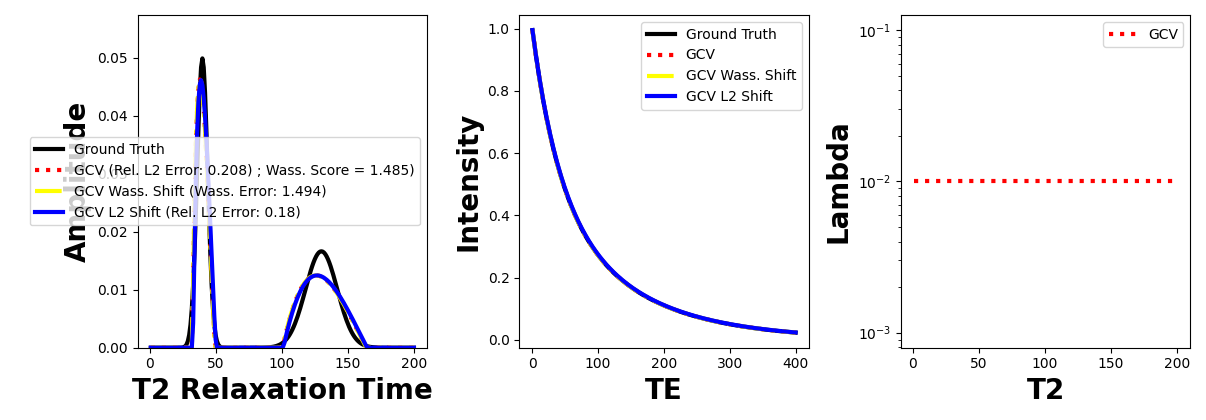 Amplitude
0.05
0.04
0.03
0.02
0.01
0.00
Ground Truth
GCV (Rel. L2 Error: 0.208) ; Wass. Score = 1.485)
GCV Wass. Shift (Wass. Error: 1.494)
GCV L2 Shift (Rel. L2 Error: 0.18)
0 50 100 150 200
T2 Relaxation Time
Intensity
1.0
0.8
0.6
0.4
0.2
0.0
Ground Truth
GCV
GCV Wass. Shift
GCV L2 Shift
0 100 200 300 400
TE
Lambda
10⁻¹
10⁻²
10⁻³
GCV
0 50 100 150 200
T2